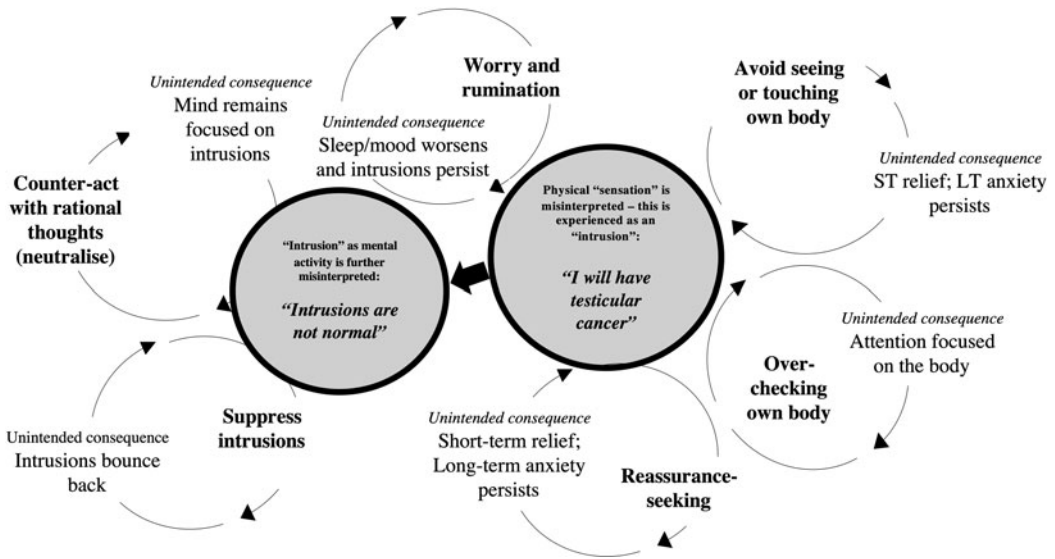 Unintended consequence
Mind remains
focused on
intrusions
Counter-act
with rational
thoughts
(neutralise)
Unintended consequence
Intrusions bounce
back
Suppress
intrusions
“Intrusion” as mental
activity is further
misinterpreted:
“Intrusions are
not normal”
Worry and
rumination
Unintended consequence
Sleep/mood worsens
and intrusions persist
Physical “sensation” is
misinterpreted – this is
experienced as an
“intrusion”:
“I will have
testicular
cancer”
Avoid seeing
or touching
own body
Unintended consequence
ST relief; LT anxiety
persists
Unintended consequence
Attention focused
on the body
Over-
checking
own body
Unintended consequence
Short-term relief;
Long-term anxiety
persists
Reassurance-
seeking